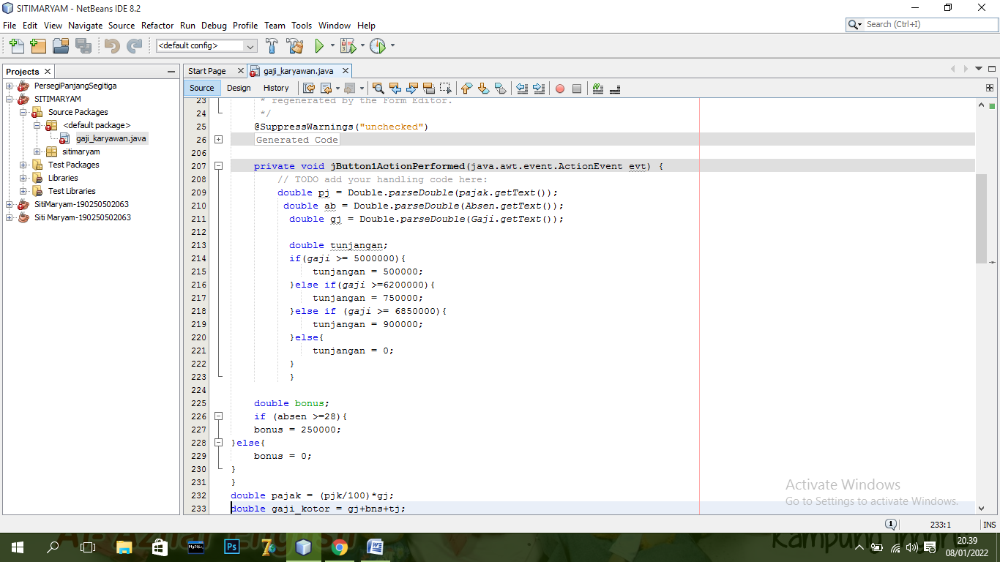 SITIMARYAM - NetBeans IDE 8.2
File Edit View Navigate Source Refactor Run Debug Profile Team Tools Window Help
Search (Ctrl+I)
<default config>
Projects
Start Page
gaji_karyawan.java
PersegiPanjangSegitiga
SITIMARYAM
Source Packages
<default package>
gaji_karyawan.java
sitimaryam
Test Packages
Libraries
Test Libraries
SitiMaryam-190250502063
Siti Maryam-190250502063
Source Design History
23 * regenerated by the Form Editor.
24 */
25 @SuppressWarnings("unchecked")
26 Generated Code
206
207 private void jButton1ActionPerformed(java.awt.event.ActionEvent evt) {
208 // TODO add your handling code here:
209 double pj = Double.parseDouble(pajak.getText());
210 double ab = Double.parseDouble(Absen.getText());
211 double gj = Double.parseDouble(Gaji.getText());
212
213 double tunjangan;
214 if(gaji >= 5000000){
215 tunjangan = 500000;
216 }else if(gaji >=6200000){
217 tunjangan = 750000;
218 }else if (gaji >= 6850000){
219 tunjangan = 900000;
220 }else{
221 tunjangan = 0;
222 }
223 }
224
225 double bonus;
226 if (absen >=28){
227 bonus = 250000;
228 }else{
229 bonus = 0;
230 }
231 }
232 double pajak = (pjk/100)*gj;
233 double gaji_kotor = gj+bns+tj;
Activate Windows
Go to Settings to activate Windows.
1
233:1
INS
MySQL
Ps
Kampung Inggris
20.39
08/01/2022